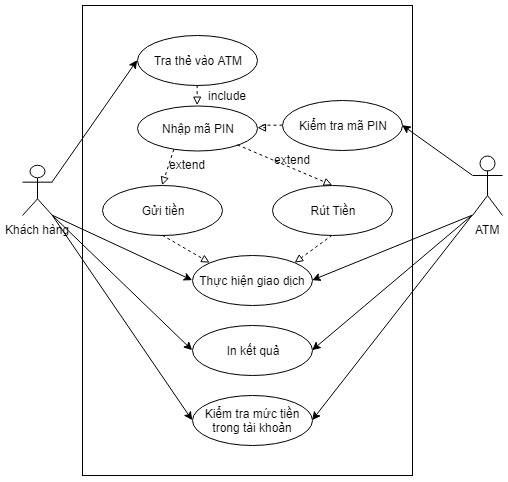 Tra thẻ vào ATM
include
Nhập mã PIN
Kiểm tra mã PIN
extend
extend
Gửi tiền
Rút Tiền
Khách hàng
ATM
Thực hiện giao dịch
In kết quả
Kiểm tra mức tiền
trong tài khoản